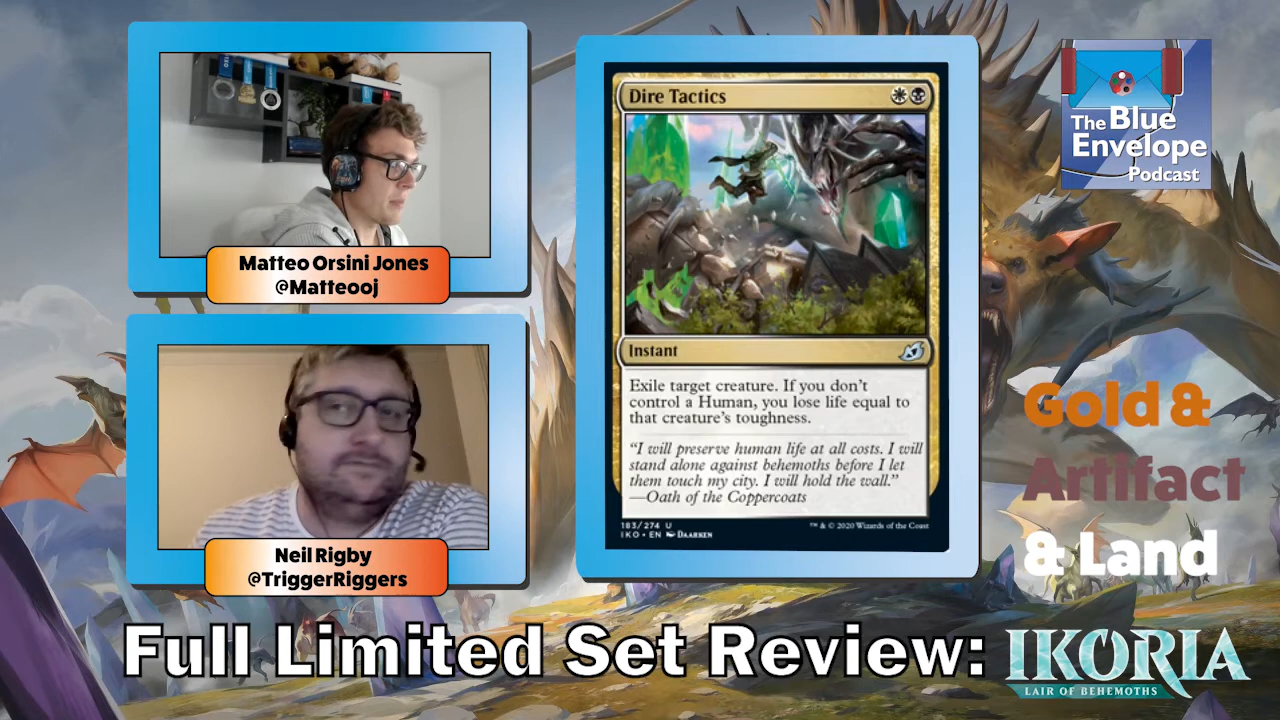 Matteo Orsini Jones
@Matteooj
Neil Rigby
@TriggerRiggers
Dire Tactics
Instant
Exile target creature. If you don't
control a Human, you lose life equal to
that creature's toughness.
"I will preserve human life at all costs. I will
stand alone against behemoths before I let
them touch my city. I will hold the wall."
—Oath of the Coppercoats
183/274 U
IKO • EN DAARKEN
™ & © 2020 Wizards of the Coast
The Blue
Envelope
Podcast
Gold &
Artifact
& Land
Full Limited Set Review:
IKORIA
LAIR OF BEHEMOTHS